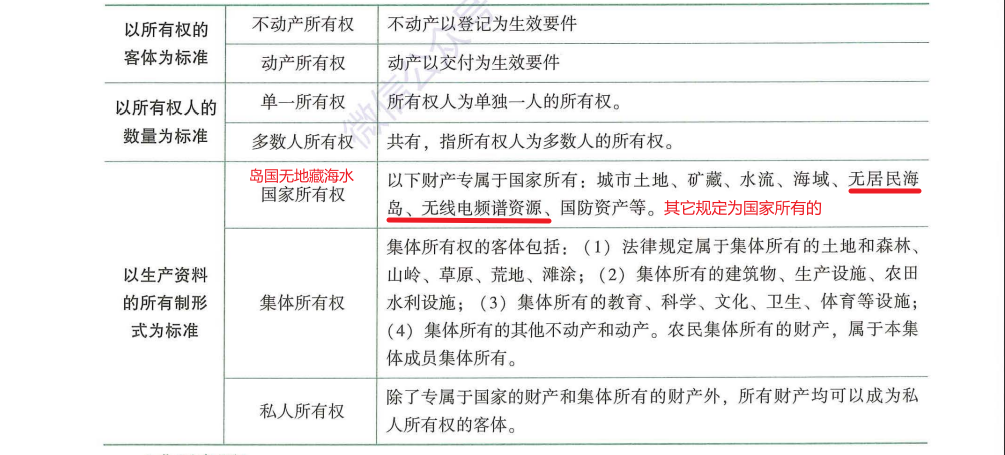 以所有权的
客体为标准
不动产所有权
不动产以登记为生效要件
动产所有权
动产以交付为生效要件
以所有权人的
数量为标准
单一所有权
所有权人为单独一人的所有权。
多数人所有权
共有，指所有权人为多数人的所有权。
微信公众号
以生产资料
的所有制形
式为标准
岛国无地藏海水
国家所有权
以下财产专属于国家所有：城市土地、矿藏、水流、海域、无居民海
岛、无线电频谱资源、国防资产等。其它规定为国家所有的
集体所有权
集体所有权的客体包括：（1）法律规定属于集体所有的土地和森林、
山岭、草原、荒地、滩涂；（2）集体所有的建筑物、生产设施、农田
水利设施；（3）集体所有的教育、科学、文化、卫生、体育等设施；
（4）集体所有的其他不动产和动产。农民集体所有的财产，属于本集
体成员集体所有。
私人所有权
除了专属于国家的财产和集体所有的财产外，所有财产均可以成为私
人所有权的客体。